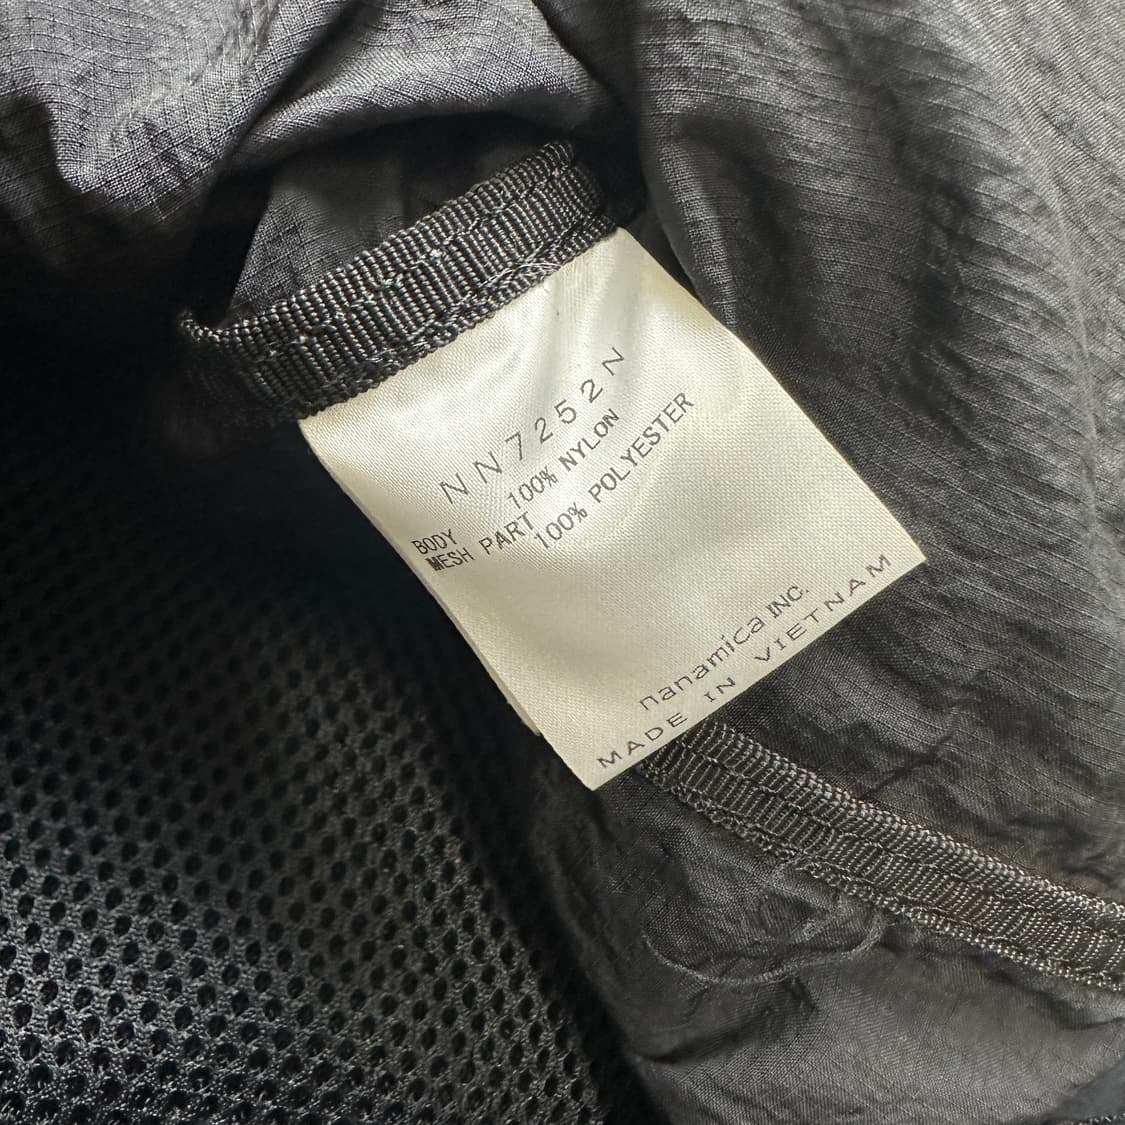 NN7252N
BODY 100% NYLON
MESH PART 100% POLYESTER
nanamica INC.
MADE IN VIETNAM